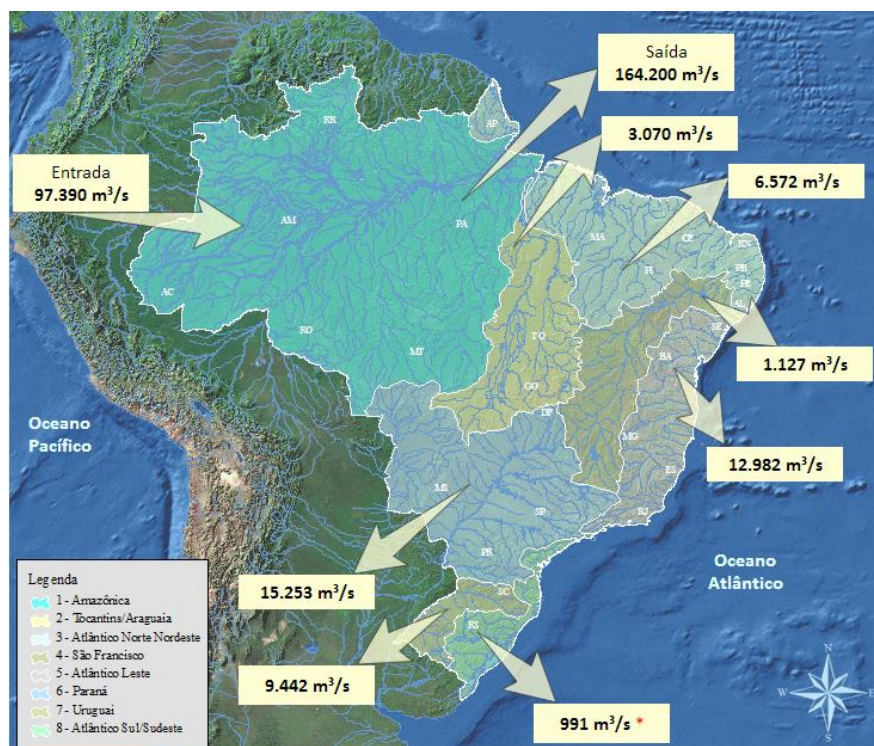 Saída
164.200 m³/s
3.070 m³/s
6.572 m³/s
Entrada
97.390 m³/s
RR
AP
AM
PA
MA
CE
RN
PB
PE
PI
AL
AC
SE
RO
TO
BA
MT
1.127 m³/s
GO
DF
Oceano
Pacífico
MG
12.982 m³/s
ES
MS
SP
RJ
PR
Oceano
Atlântico
15.253 m³/s
SC
RS
9.442 m³/s
991 m³/s *
Legenda
1 - Amazônica
2 - Tocantins/Araguaia
3 - Atlântico Norte Nordeste
4 - São Francisco
5 - Atlântico Leste
6 - Paraná
7 - Uruguai
8 - Atlântico Sul/Sudeste
N
W
E
S